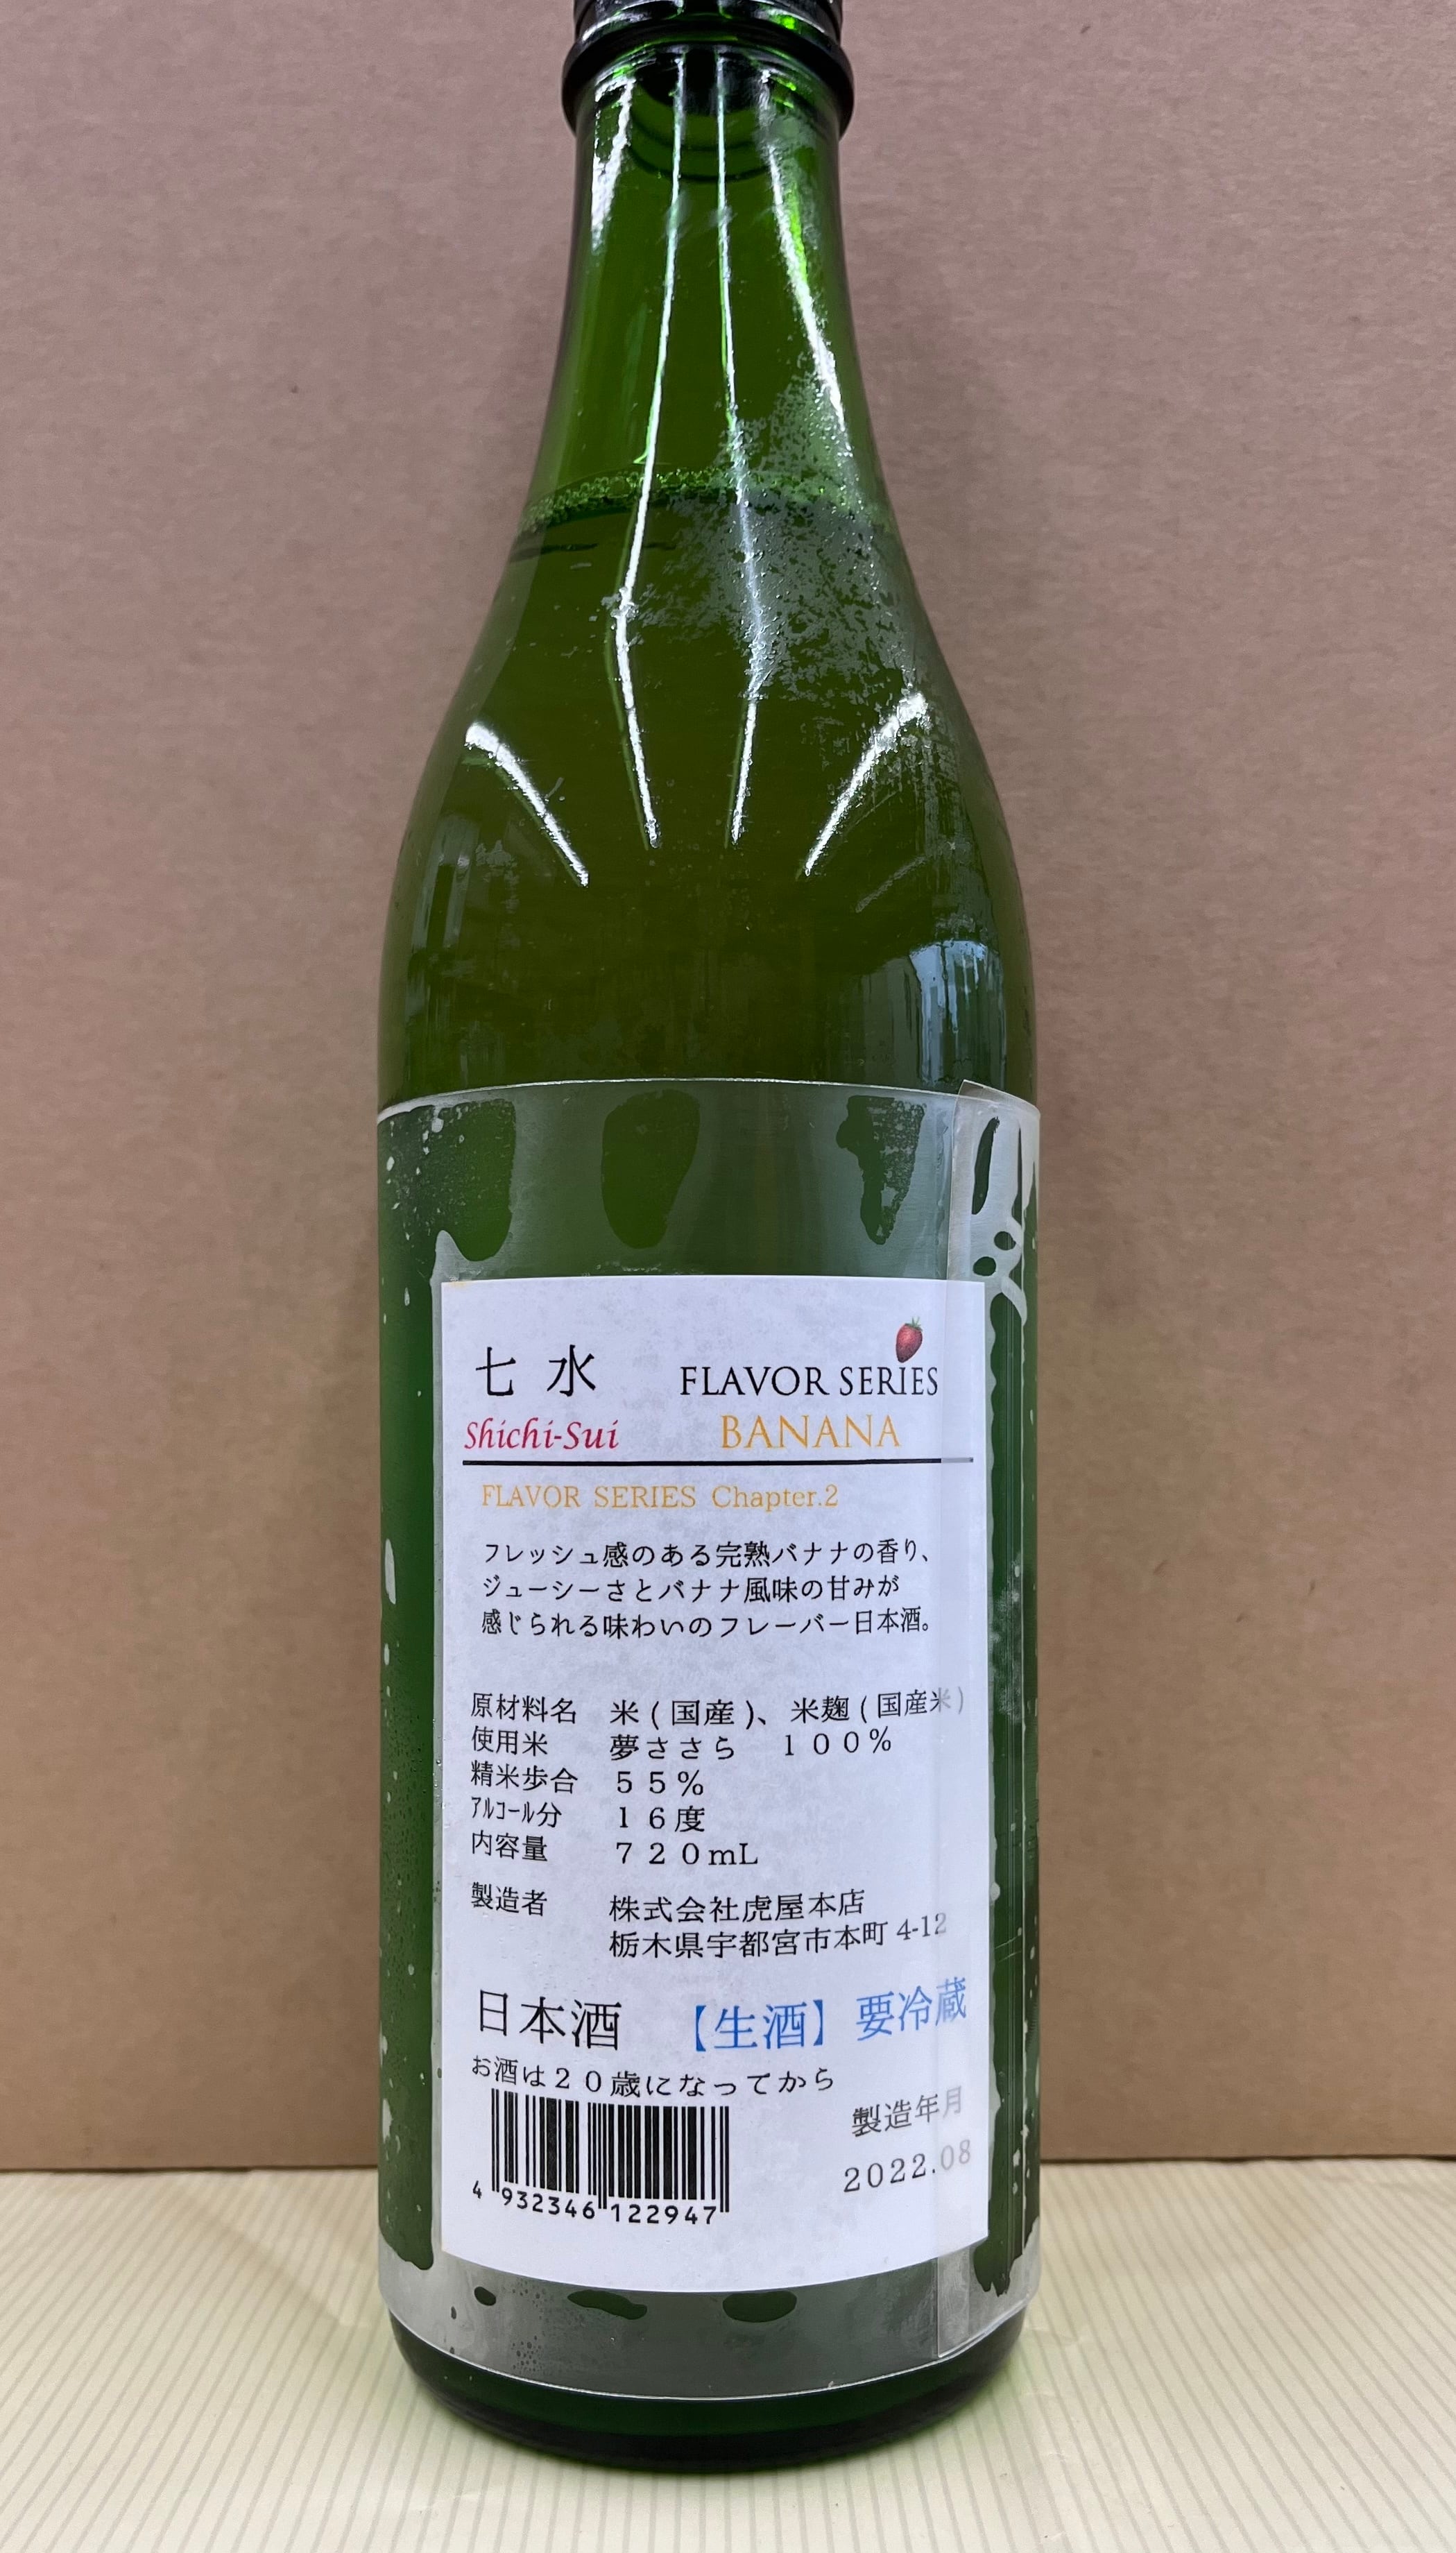 七水 FLAVOR SERIES
Shichi-Sui BANANA
FLAVOR SERIES Chapter.2
フレッシュ感のある完熟バナナの香り、
ジューシーさとバナナ風味の甘みが
感じられる味わいのフレーバー日本酒。
原材料名 米(国産)、米麹(国産米)
使用米 夢ささら 100%
精米歩合 55%
ｱﾙｺｰﾙ分 16度
内容量 720mL
製造者 株式会社虎屋本店
栃木県宇都宮市本町 4-12
日本酒 【生酒】要冷蔵
お酒は20歳になってから
製造年月
2022.08
4 932346 122947